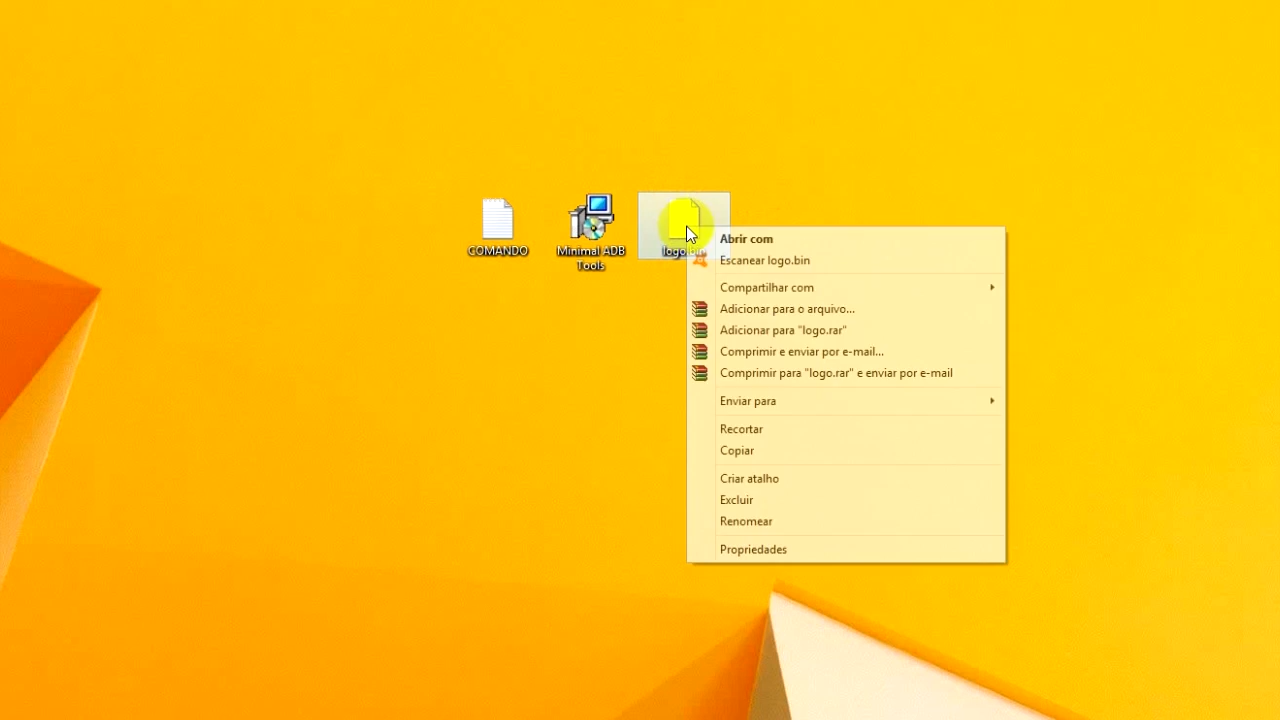 COMANDO
Minimal ADB
Tools
logo.bin
Abrir com
Escanear logo.bin
Compartilhar com
Adicionar para o arquivo...
Adicionar para "logo.rar"
Comprimir e enviar por e-mail...
Comprimir para "logo.rar" e enviar por e-mail
Enviar para
Recortar
Copiar
Criar atalho
Excluir
Renomear
Propriedades